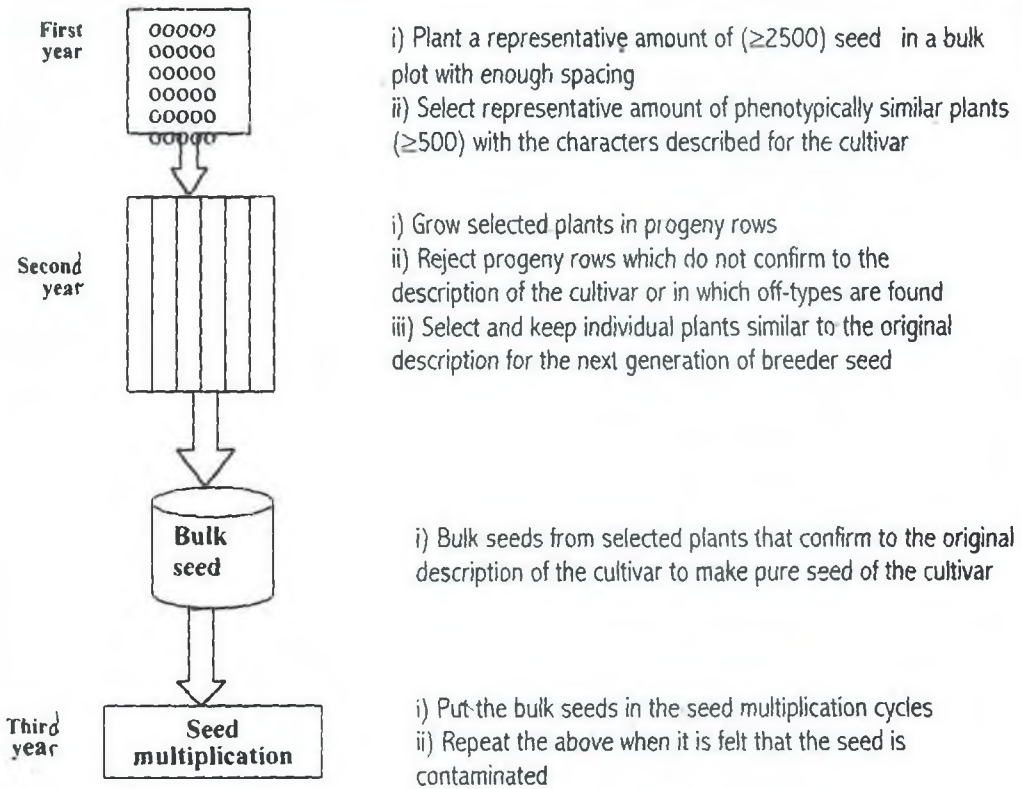 First
year
OOOOO
OOOOO
OOOOO
OOOOO
OOOOO
OOOOO
i) Plant a representative amount of (≥2500) seed in a bulk
plot with enough spacing
ii) Select representative amount of phenotypically similar plants
(≥500) with the characters described for the cultivar
Second
year
i) Grow selected plants in progeny rows
ii) Reject progeny rows which do not confirm to the
description of the cultivar or in which off-types are found
iii) Select and keep individual plants similar to the original
description for the next generation of breeder seed
Bulk
seed
i) Bulk seeds from selected plants that confirm to the original
description of the cultivar to make pure seed of the cultivar
Third
year
Seed
multiplication
i) Put the bulk seeds in the seed multiplication cycles
ii) Repeat the above when it is felt that the seed is
contaminated